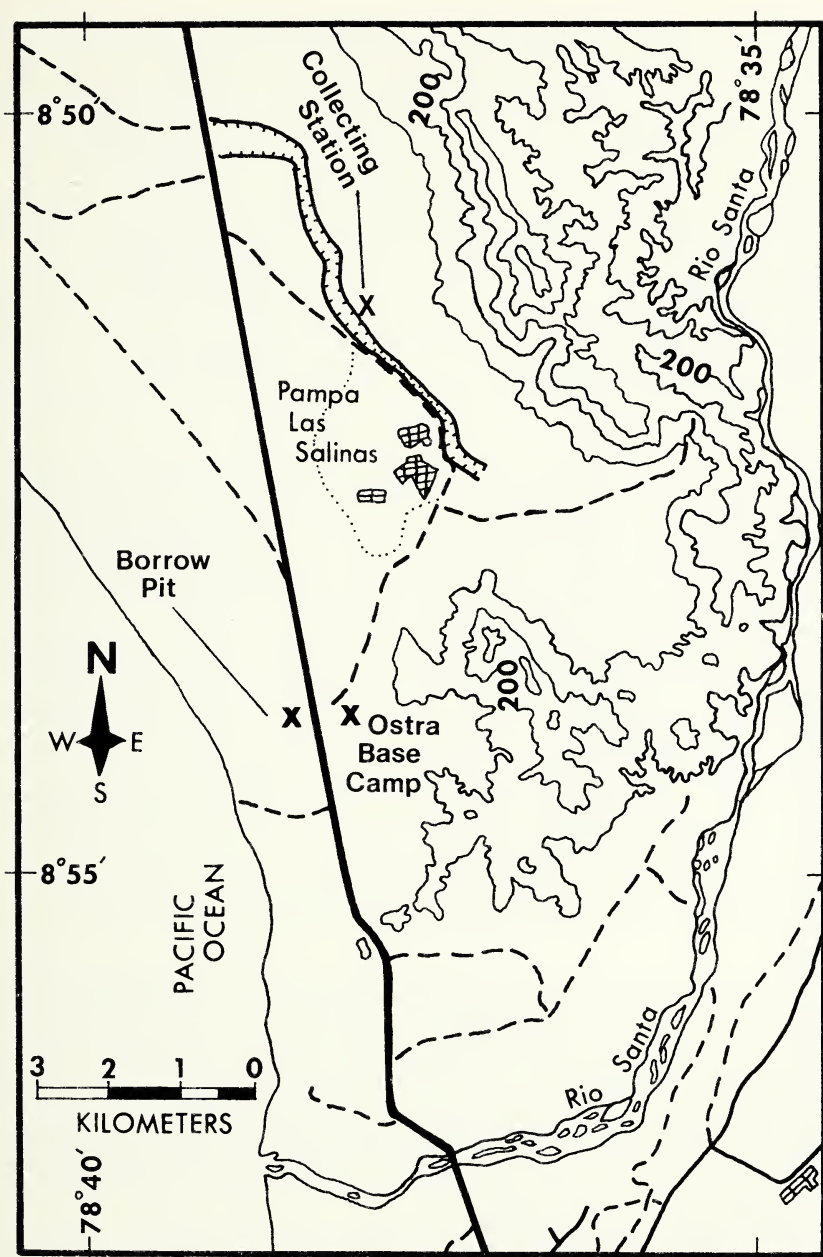 8°50′
78°35′
Collecting
Station
200
Rio Santa
200
Pampa
Las
Salinas
Borrow
Pit
N
W
E
S
X
X
X
Ostra
Base
Camp
200
8°55′
PACIFIC
OCEAN
3 2 1 0
KILOMETERS
Rio Santa
78°40′